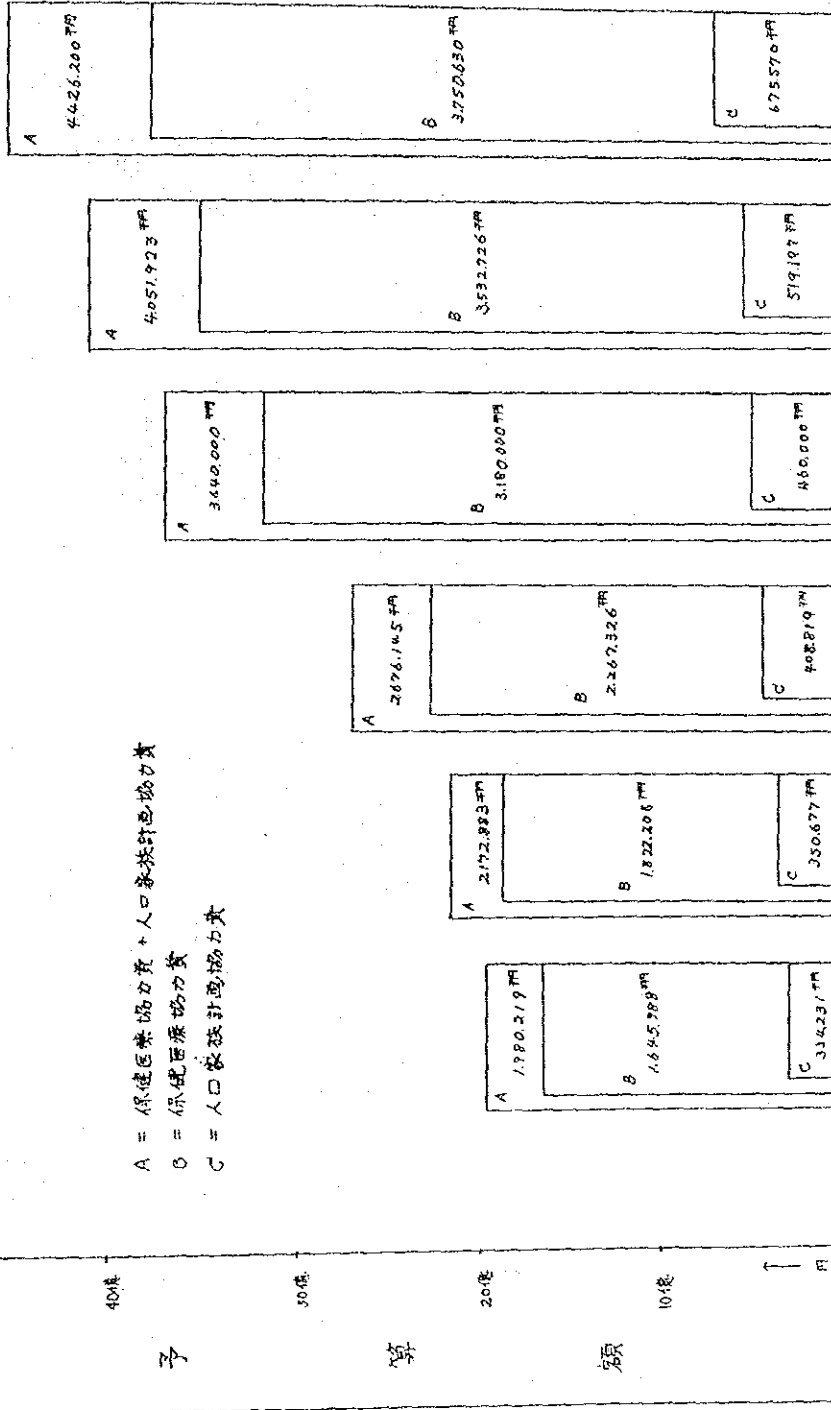 A = 保健医療協力費 + 人口家族計画協力費
B = 保健医療協力費
C = 人口家族計画協力費
予算額
40億
30億
20億
10億
↑
円
A
1.980.219千円
B
1.645.988千円
C
334.231千円
A
2172.883千円
B
1.822.206千円
C
350.677千円
A
2676.145千円
B
2.267.326千円
C
408.819千円
A
3.640.000千円
B
3.180.000千円
C
460.000千円
A
4.051.923千円
B
3.532.726千円
C
519.197千円
A
4426.200千円
B
3.750.630千円
C
675570千円